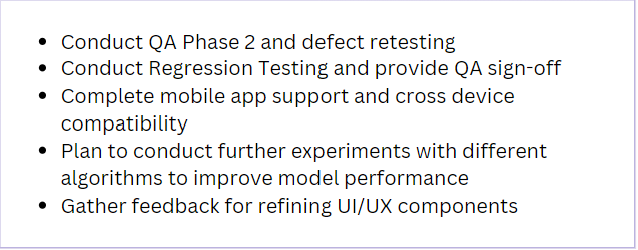 • Conduct QA Phase 2 and defect retesting
• Conduct Regression Testing and provide QA sign-off
• Complete mobile app support and cross device
compatibility
• Plan to conduct further experiments with different
algorithms to improve model performance
• Gather feedback for refining UI/UX components